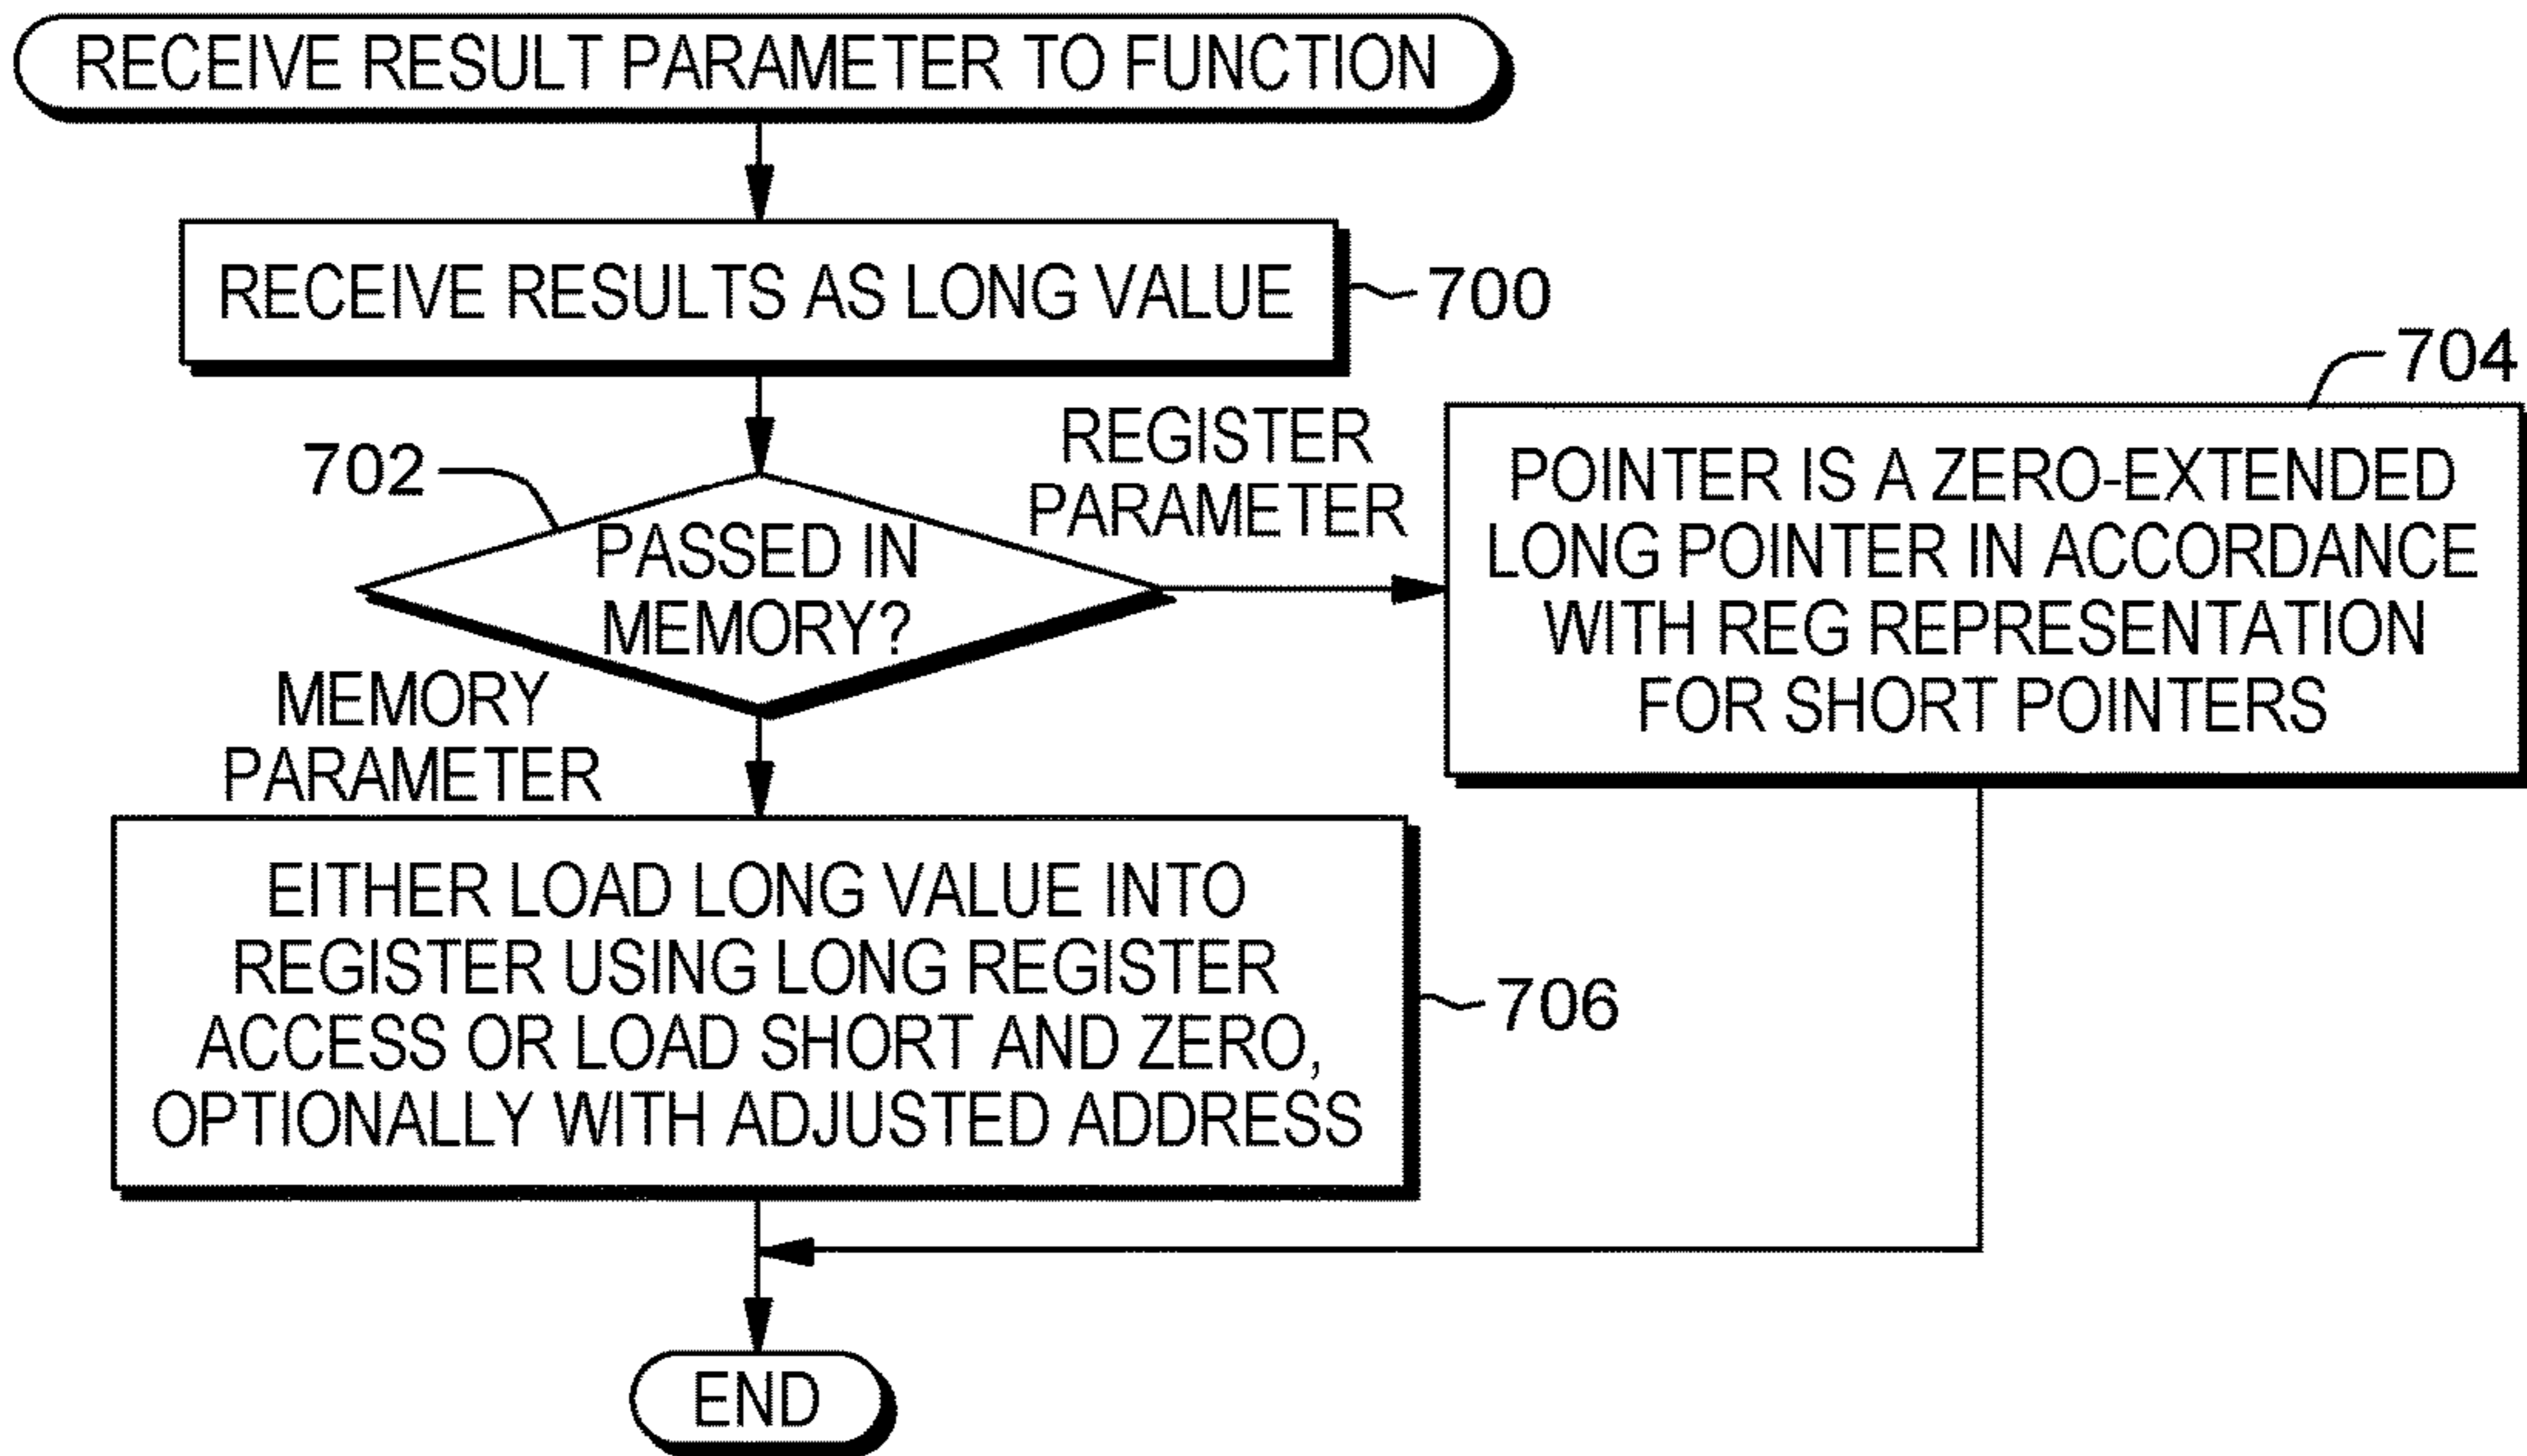 RECEIVE RESULT PARAMETER TO FUNCTION
RECEIVE RESULTS AS LONG VALUE
700
702
PASSED IN
MEMORY?
REGISTER
PARAMETER
704
POINTER IS A ZERO-EXTENDED
LONG POINTER IN ACCORDANCE
WITH REG REPRESENTATION
FOR SHORT POINTERS
MEMORY
PARAMETER
EITHER LOAD LONG VALUE INTO
REGISTER USING LONG REGISTER
ACCESS OR LOAD SHORT AND ZERO,
OPTIONALLY WITH ADJUSTED ADDRESS
706
END